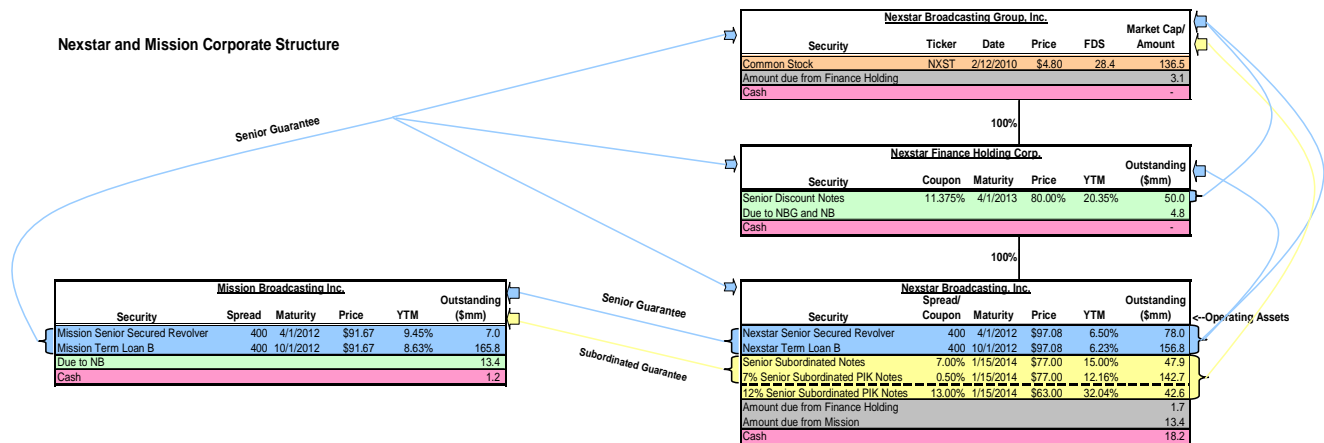 Nexstar and Mission Corporate Structure
Nexstar Broadcasting Group, Inc.
Market Cap/
Security Ticker Date Price FDS Amount
Common Stock NXST 2/12/2010 $4.80 28.4 136.5
Amount due from Finance Holding 3.1
Cash -
Senior Guarantee
100%
Nexstar Finance Holding Corp.
Outstanding
Security Coupon Maturity Price YTM ($mm)
Senior Discount Notes 11.375% 4/1/2013 80.00% 20.35% 50.0
Due to NBG and NB 4.8
Cash -
100%
Mission Broadcasting Inc.
Outstanding
Security Spread Maturity Price YTM ($mm)
Mission Senior Secured Revolver 400 4/1/2012 $91.67 9.45% 7.0
Mission Term Loan B 400 10/1/2012 $91.67 8.63% 165.8
Due to NB 13.4
Cash 1.2
Senior Guarantee
Subordinated Guarantee
Nexstar Broadcasting, Inc.
Spread/ Outstanding
Security Coupon Maturity Price YTM ($mm)
Nexstar Senior Secured Revolver 400 4/1/2012 $97.08 6.50% 78.0
Nexstar Term Loan B 400 10/1/2012 $97.08 6.23% 156.8
Senior Subordinated Notes 7.00% 1/15/2014 $77.00 15.00% 47.9
7% Senior Subordinated PIK Notes 0.50% 1/15/2014 $77.00 12.16% 142.7
12% Senior Subordinated PIK Notes 13.00% 1/15/2014 $63.00 32.04% 42.6
Amount due from Finance Holding 1.7
Amount due from Mission 13.4
Cash 18.2
<--Operating Assets